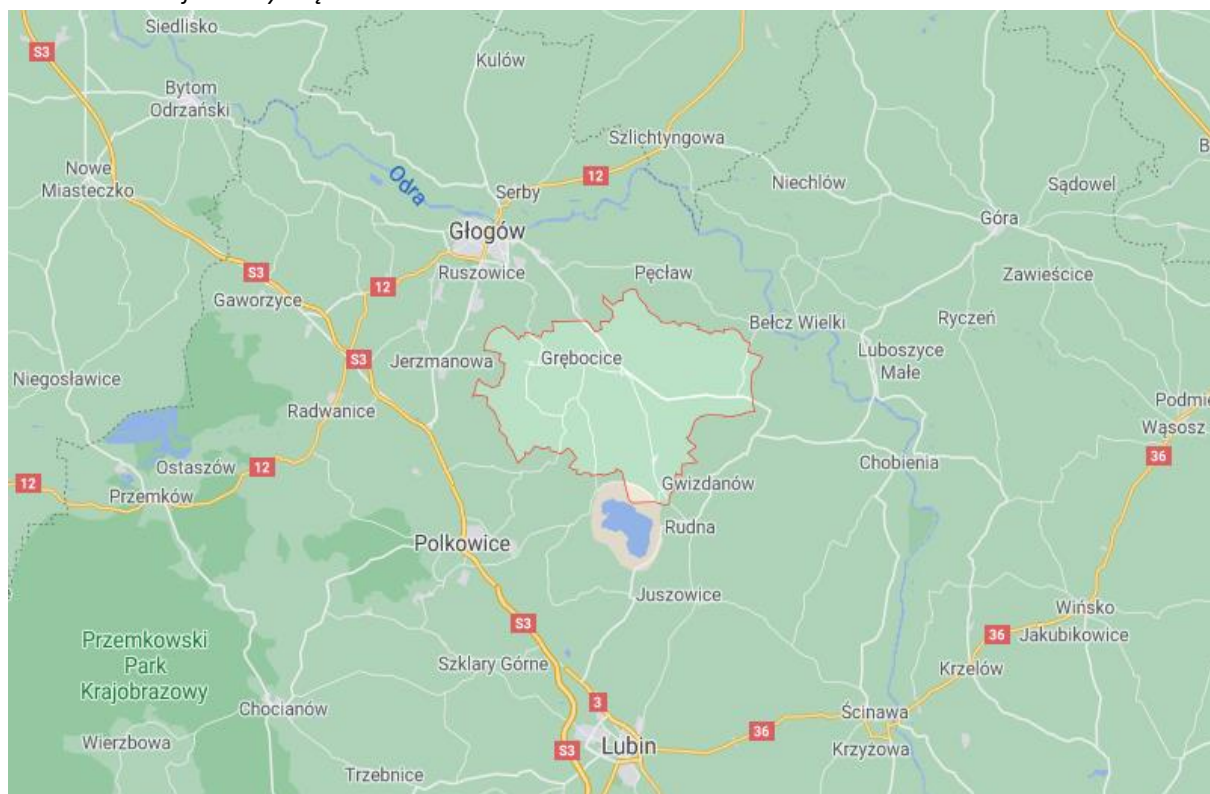 Siedlisko
S3
Kulów
Bytom
Odrzański
Szlichtyngowa
Nowe
Miasteczko
Odra
12
Serby
Niechlów
Sądowel
Góra
Głogów
S3
Ruszowice
Pęcław
Zawieścice
12
Gaworzyce
Bełcz Wielki
Ryczeń
S3
Jerzmanowa
Grębocice
Luboszyce
Małe
Niegosławice
Radwanice
Podmie
Wąsosz
36
Ostaszów
12
Chobienia
12
Przemków
Gwizdanów
Rudna
Polkowice
Juszowice
S3
Wińsko
36
Jakubikowice
Przemkowski
Park
Krajobrazowy
Szklary Górne
Krzelów
3
Chocianów
Ścinawa
36
Wierzbowa
S3
Lubin
Krzyżowa
Trzebnice